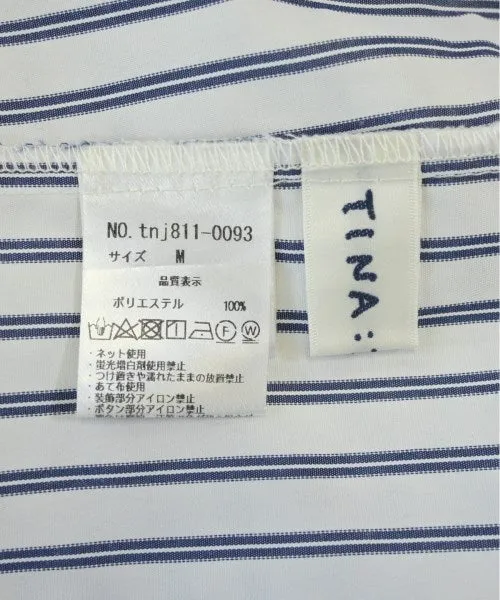 NO.tnj811-0093
サイズ M
品質表示
ポリエステル 100%
・ネット使用
・蛍光増白剤使用禁止
・つけ置きや濡れたままの放置禁止
・あて布使用
・装飾部分アイロン禁止
・ボタン部分アイロン禁止
TINA: